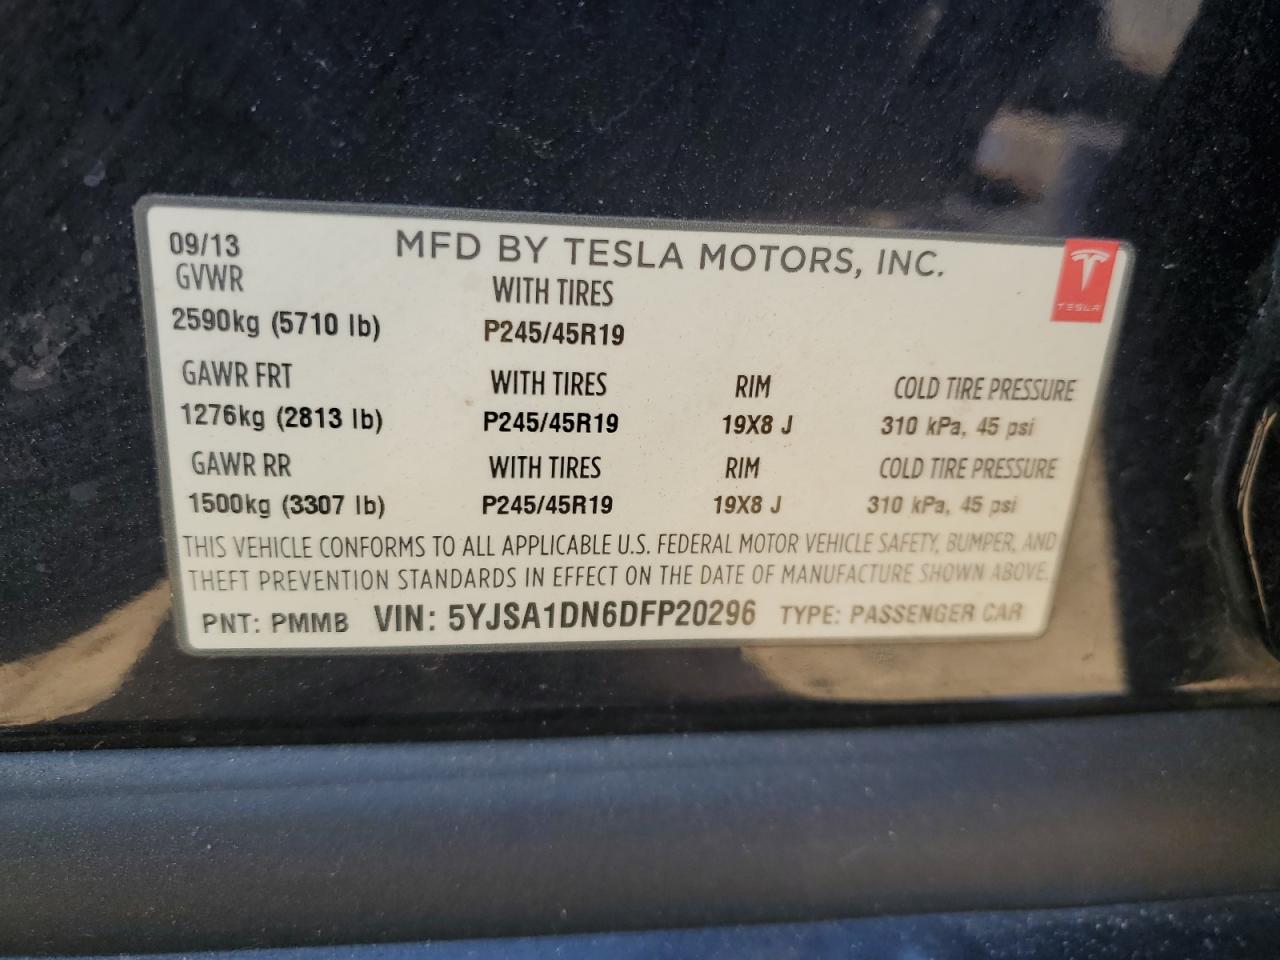 09/13 MFD BY TESLA MOTORS, INC.
GVWR WITH TIRES
2590kg (5710 lb) P245/45R19
TESLA
GAWR FRT WITH TIRES RIM COLD TIRE PRESSURE
1276kg (2813 lb) P245/45R19 19X8 J 310 kPa, 45 psi
GAWR RR WITH TIRES RIM COLD TIRE PRESSURE
1500kg (3307 lb) P245/45R19 19X8 J 310 kPa, 45 psi
THIS VEHICLE CONFORMS TO ALL APPLICABLE U.S. FEDERAL MOTOR VEHICLE SAFETY, BUMPER, AND
THEFT PREVENTION STANDARDS IN EFFECT ON THE DATE OF MANUFACTURE SHOWN ABOVE.
PNT: PMMB VIN: 5YJSA1DN6DFP20296 TYPE: PASSENGER CAR